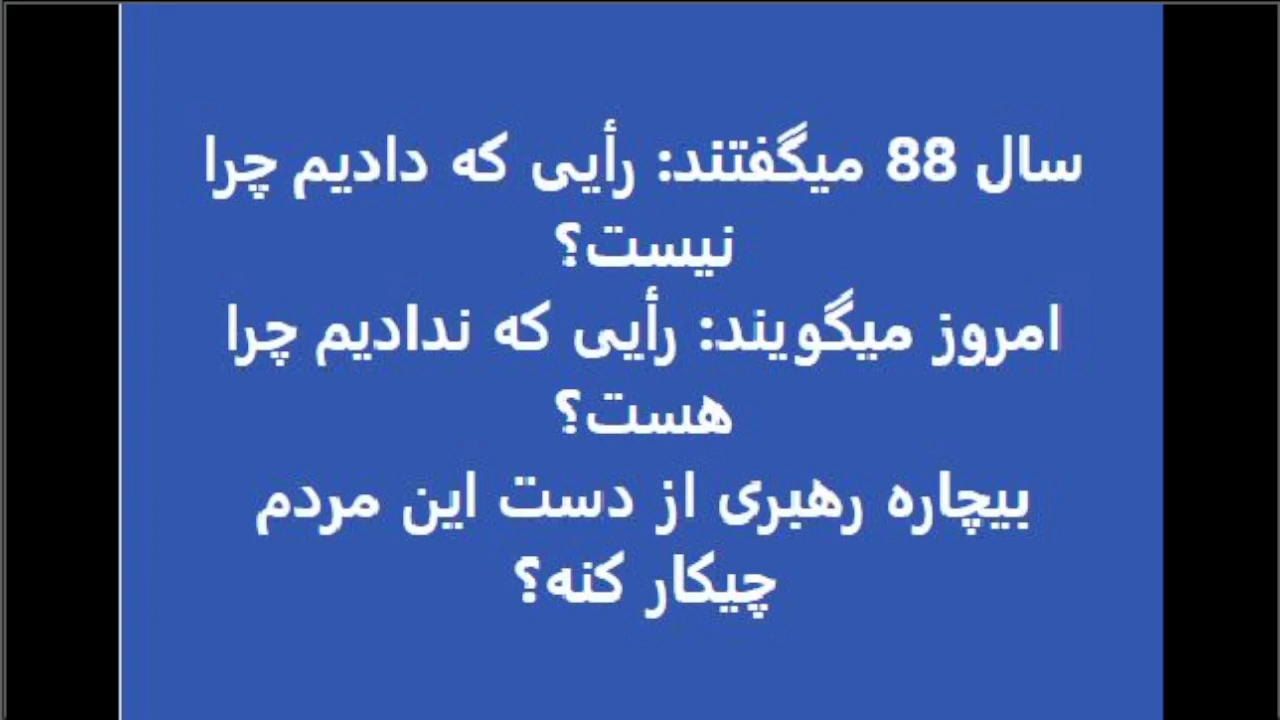 سال 88 میگفتند: رأیی که دادیم چرا
نیست؟
امروز میگویند: رأیی که ندادیم چرا
هست؟
بیچاره رهبری از دست این مردم
چیکار کنه؟